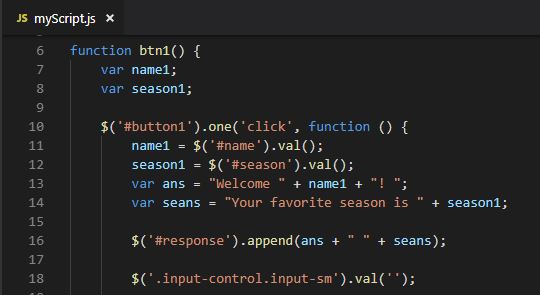 JS myScript.js ×
6 function btn1() {
7 var name1;
8 var season1;
9
10 $('#button1').one('click', function () {
11 name1 = $('#name').val();
12 season1 = $('#season').val();
13 var ans = "Welcome " + name1 + "! ";
14 var seans = "Your favorite season is " + season1;
15
16 $('#response').append(ans + " " + seans);
17
18 $('.input-control.input-sm').val('');